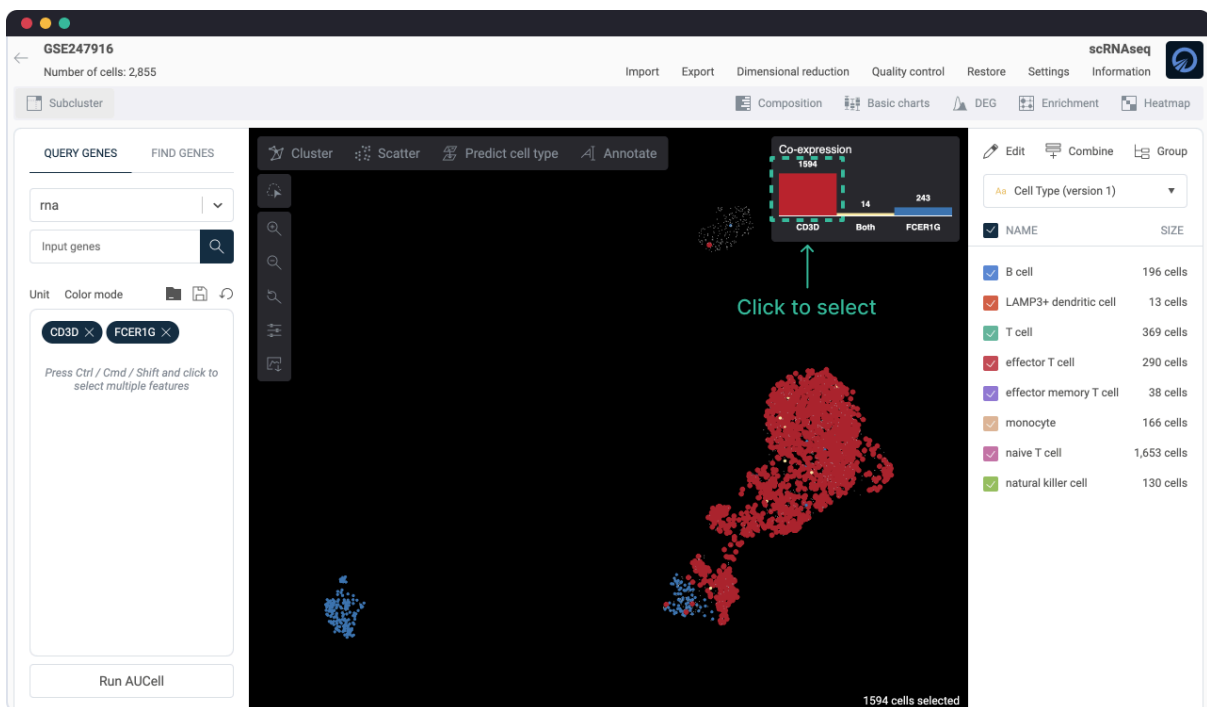 GSE247916
scRNAseq
Number of cells: 2,855
Import Export Dimensional reduction Quality control Restore Settings Information
Subcluster
Composition Basic charts DEG Enrichment Heatmap
QUERY GENES FIND GENES
rna
Input genes
Unit Color mode
CD3D FCER1G
Press Ctrl / Cmd / Shift and click to
select multiple features
Run AUCell
Cluster Scatter Predict cell type Annotate
Co-expression
1594 14 243
CD3D Both FCER1G
Click to select
1594 cells selected
Edit Combine Group
Aa Cell Type (version 1)
NAME SIZE
B cell 196 cells
LAMP3+ dendritic cell 13 cells
T cell 369 cells
effector T cell 290 cells
effector memory T cell 38 cells
monocyte 166 cells
naive T cell 1,653 cells
natural killer cell 130 cells